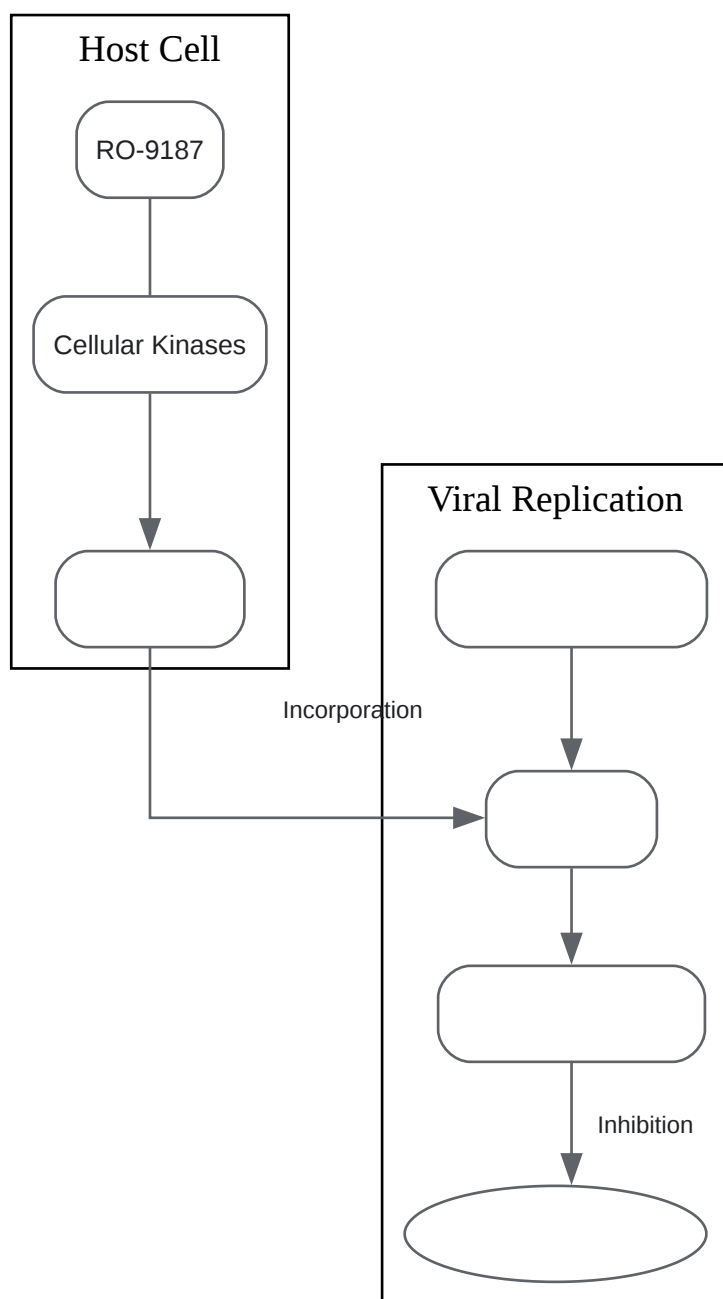 Host Cell
RO-9187
Cellular Kinases
Viral Replication
Incorporation
Inhibition